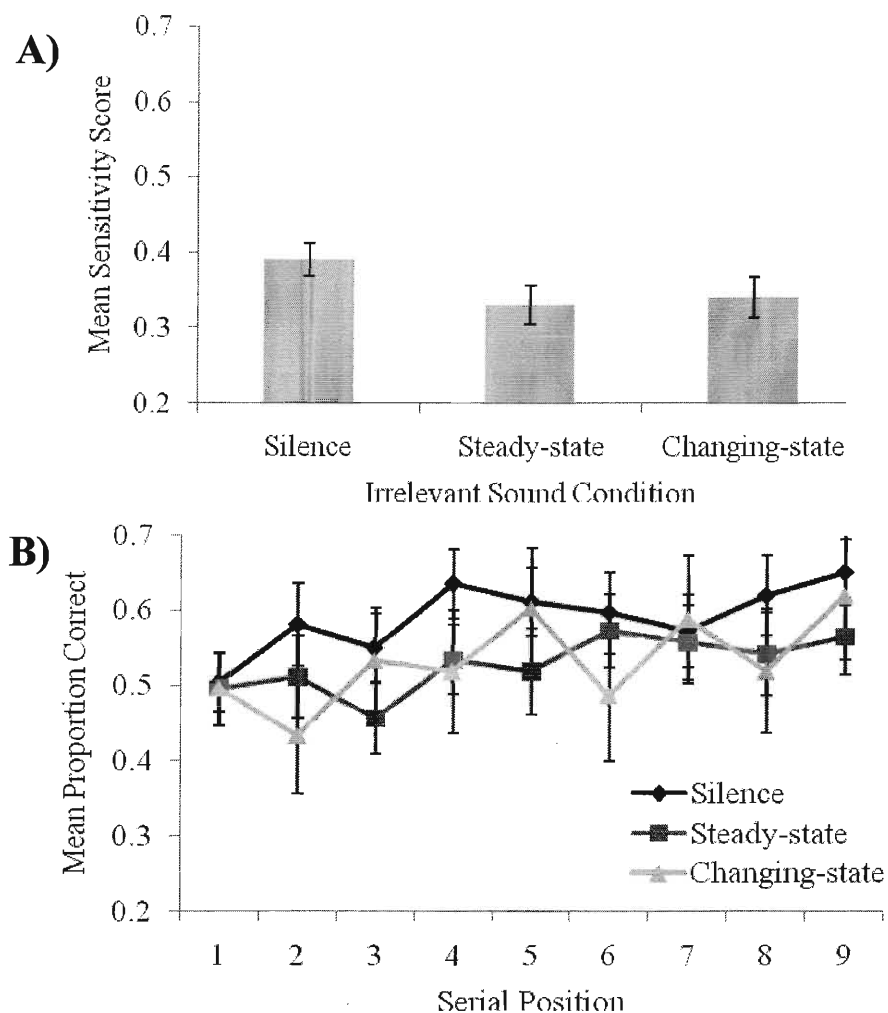 A)
Mean Sensitivity Score
0.7
0.6
0.5
0.4
0.3
0.2
Silence Steady-state Changing-state
Irrelevant Sound Condition
B)
Mean Proportion Correct
0.7
0.6
0.5
0.4
0.3
0.2
Silence
Steady-state
Changing-state
1 2 3 4 5 6 7 8 9
Serial Position